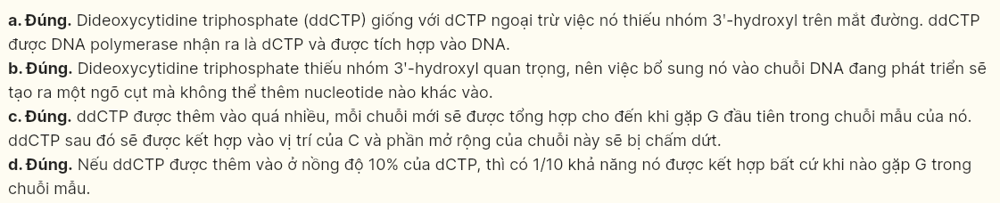 a. Đúng. Dideoxycytidine triphosphate (ddCTP) giống với dCTP ngoại trừ việc nó thiếu nhóm 3'-hydroxyl trên mắt đường. ddCTP
được DNA polymerase nhận ra là dCTP và được tích hợp vào DNA.
b. Đúng. Dideoxycytidine triphosphate thiếu nhóm 3'-hydroxyl quan trọng, nên việc bổ sung nó vào chuỗi DNA đang phát triển sẽ
tạo ra một ngõ cụt mà không thể thêm nucleotide nào khác vào.
c. Đúng. ddCTP được thêm vào quá nhiều, mỗi chuỗi mới sẽ được tổng hợp cho đến khi gặp G đầu tiên trong chuỗi mẫu của nó.
ddCTP sau đó sẽ được kết hợp vào vị trí của C và phần mở rộng của chuỗi này sẽ bị chấm dứt.
d. Đúng. Nếu ddCTP được thêm vào ở nồng độ 10% của dCTP, thì có 1/10 khả năng nó được kết hợp bất cứ khi nào gặp G trong
chuỗi mẫu.